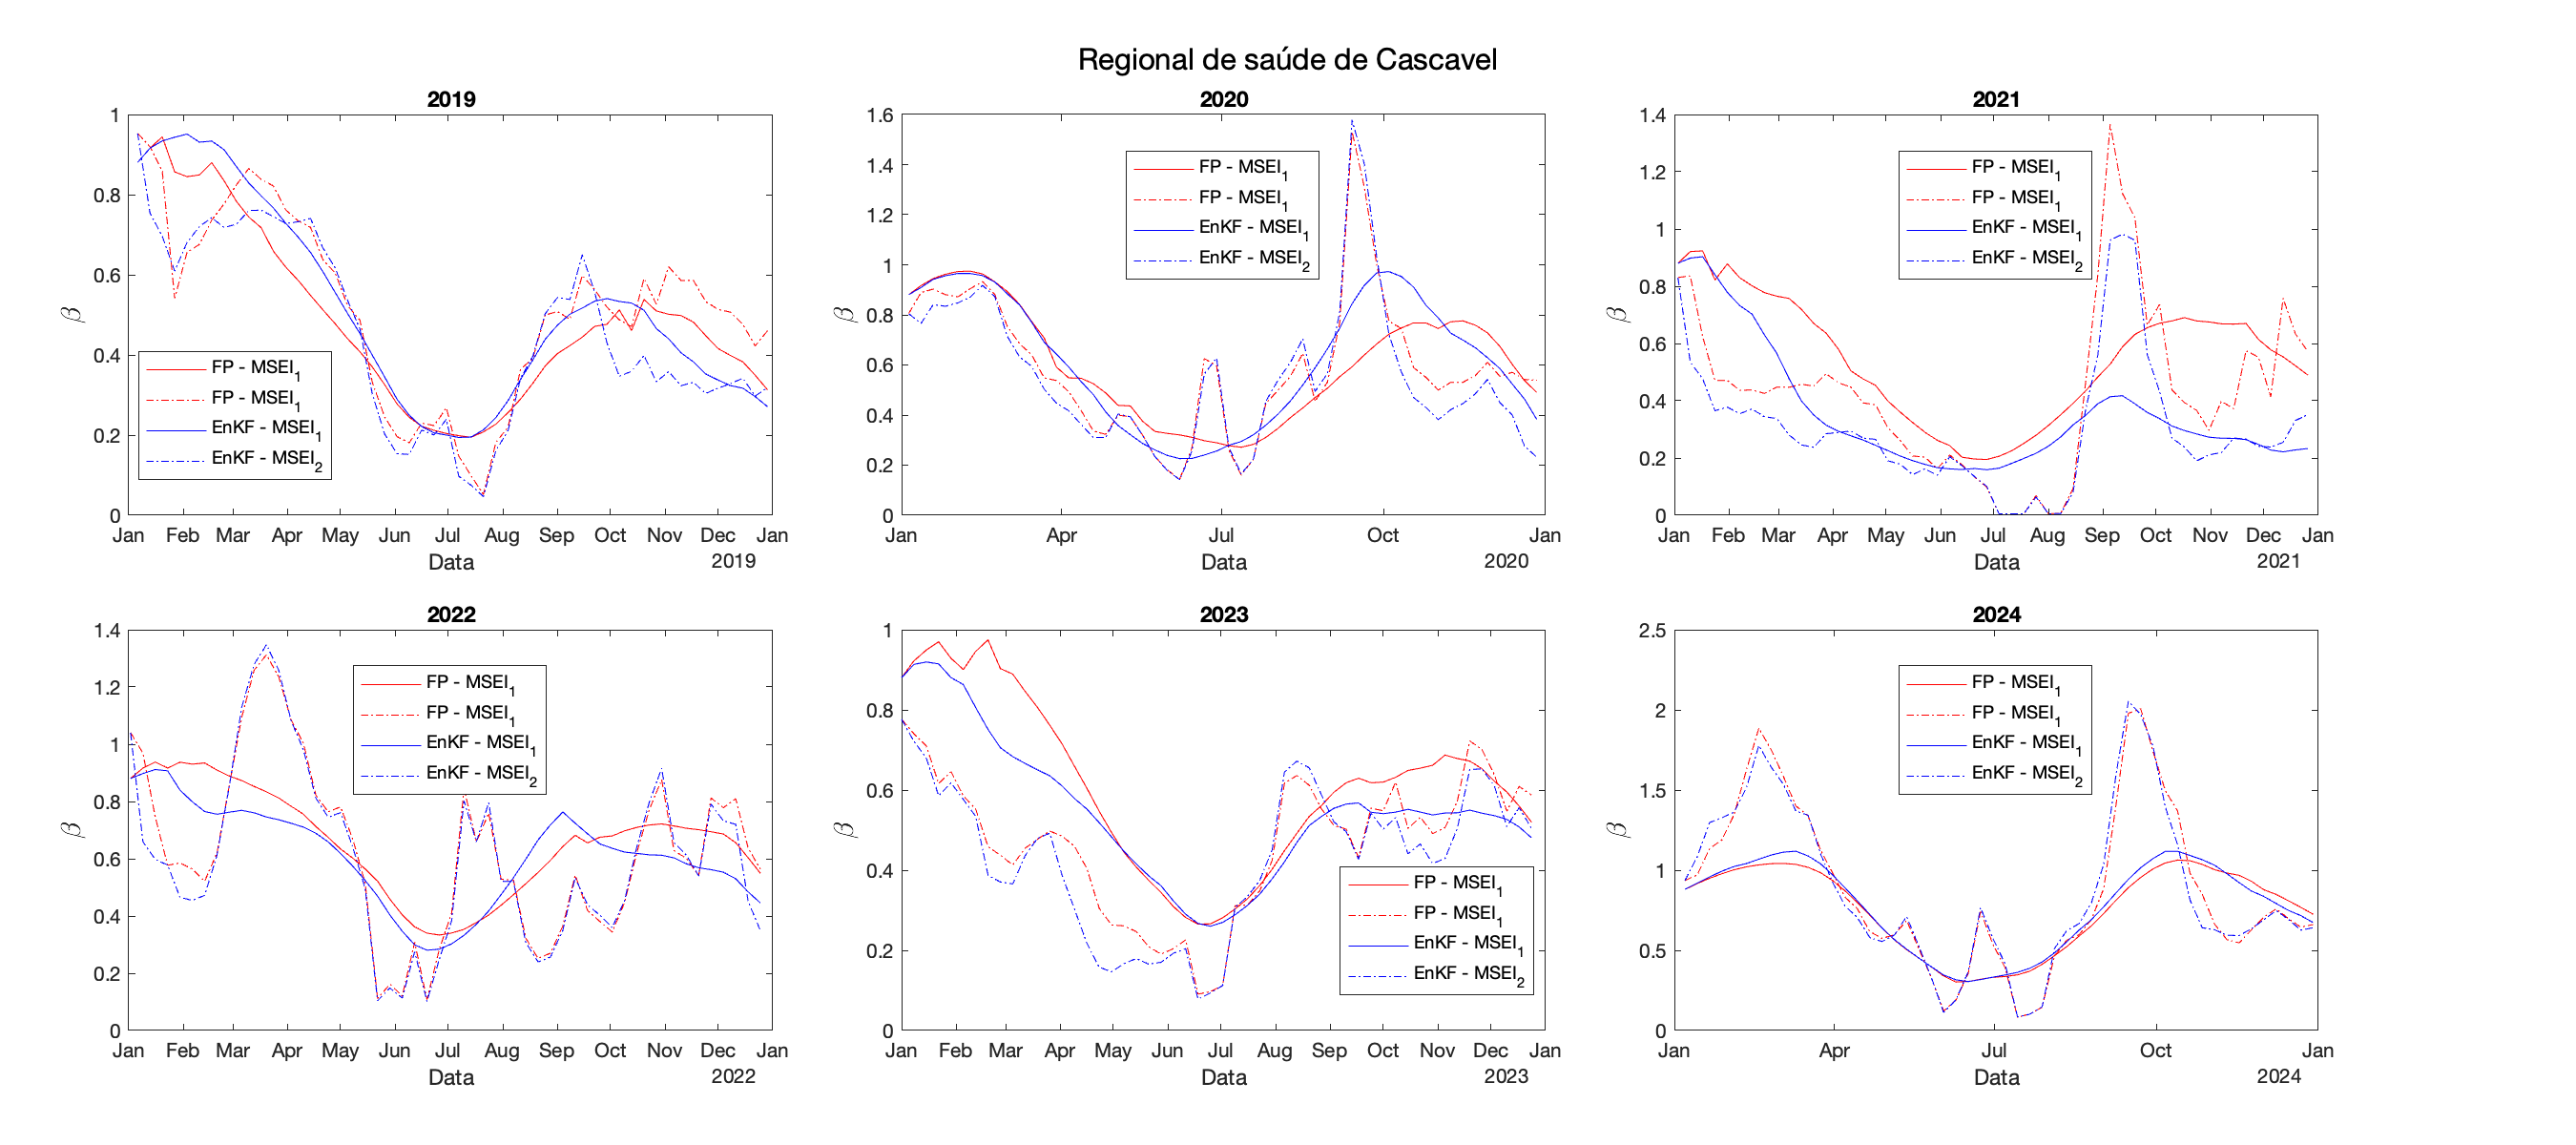 Regional de saúde de Cascavel
2019
1
0.8
0.6
0.4
0.2
0
β
FP - MSEI1
FP - MSEI1
EnKF - MSEI1
EnKF - MSEI2
Jan Feb Mar Apr May Jun Jul Aug Sep Oct Nov Dec Jan
Data
2019
2020
1.6
1.4
1.2
1
0.8
0.6
0.4
0.2
0
β
FP - MSEI1
FP - MSEI1
EnKF - MSEI1
EnKF - MSEI2
Jan Apr Jul Oct Jan
Data
2020
2021
1.4
1.2
1
0.8
0.6
0.4
0.2
0
β
FP - MSEI1
FP - MSEI1
EnKF - MSEI1
EnKF - MSEI2
Jan Feb Mar Apr May Jun Jul Aug Sep Oct Nov Dec Jan
Data
2021
2022
1.4
1.2
1
0.8
0.6
0.4
0.2
0
β
FP - MSEI1
FP - MSEI1
EnKF - MSEI1
EnKF - MSEI2
Jan Feb Mar Apr May Jun Jul Aug Sep Oct Nov Dec Jan
Data
2022
2023
1
0.8
0.6
0.4
0.2
0
β
FP - MSEI1
FP - MSEI1
EnKF - MSEI1
EnKF - MSEI2
Jan Feb Mar Apr May Jun Jul Aug Sep Oct Nov Dec Jan
Data
2023
2024
2.5
2
1.5
1
0.5
0
β
FP - MSEI1
FP - MSEI1
EnKF - MSEI1
EnKF - MSEI2
Jan Apr Jul Oct Jan
Data
2024